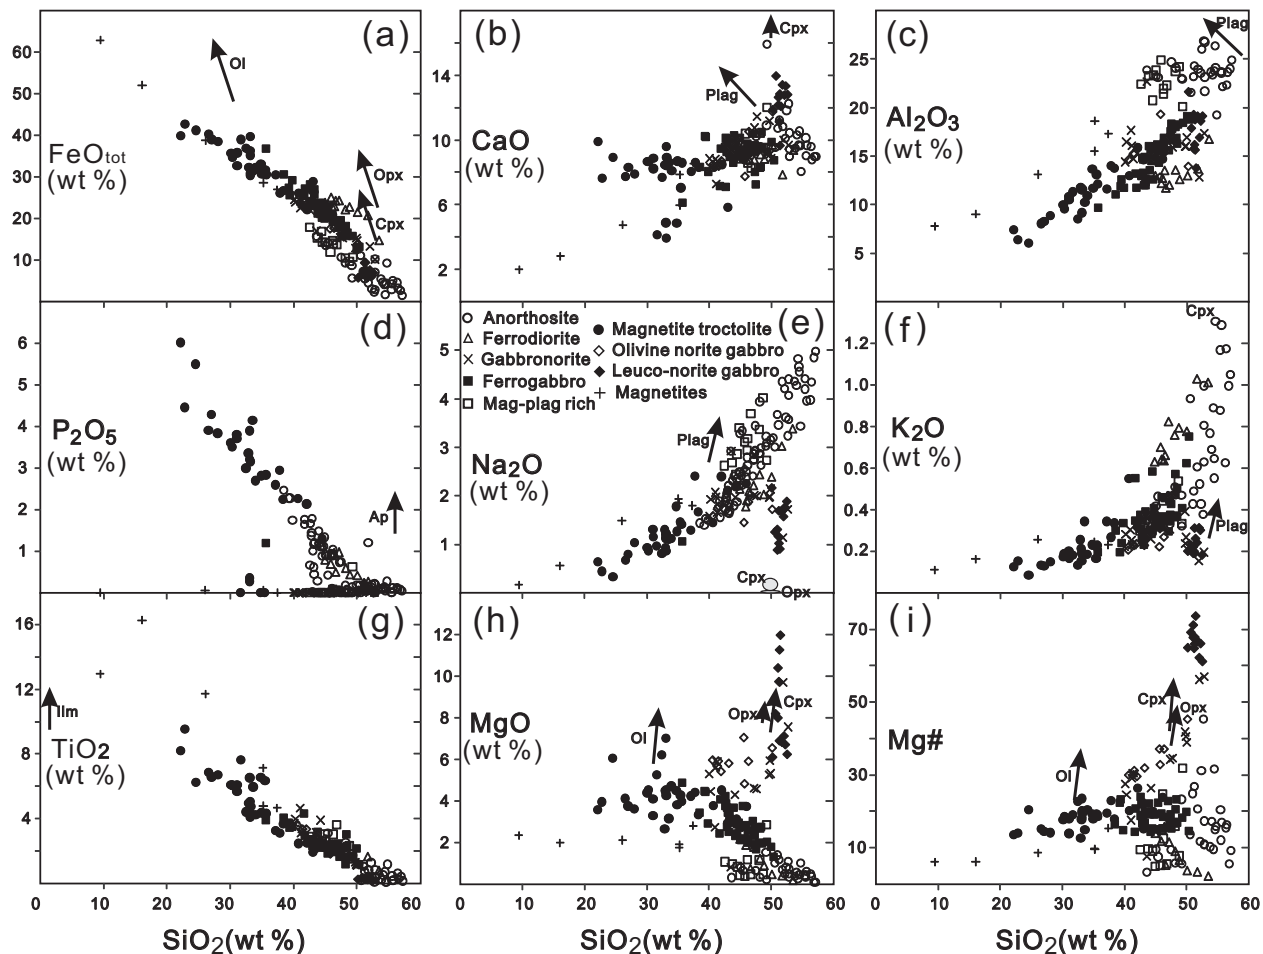 (a)
60
50
40
30
20
10
FeOtot
(wt %)
Ol
Opx
Cpx
(b)
14
10
8
6
4
2
CaO
(wt %)
Cpx
Plag
(c)
25
20
15
10
5
Al2O3
(wt %)
Plag
(d)
6
5
4
3
2
1
P2O5
(wt %)
Ap
(e)
Anorthosite
Ferrodiorite
Gabbronorite
Ferrogabbro
Mag-plag rich
Magnetite troctolite
Olivine norite gabbro
Leuco-norite gabbro
Magnetites
5
4
3
2
1
Na2O
(wt %)
Plag
Cpx
Opx
(f)
1.2
1.0
0.8
0.6
0.4
0.2
K2O
(wt %)
Cpx
Plag
(g)
16
12
8
4
TiO2
(wt %)
Ilm
0 10 20 30 40 50 60
SiO2(wt %)
(h)
12
10
8
6
4
2
MgO
(wt %)
Ol
Opx
Cpx
10 20 30 40 50 60
SiO2(wt %)
(i)
70
50
30
10
Mg#
Ol
Cpx
Opx
0 10 20 30 40 50 60
SiO2(wt %)